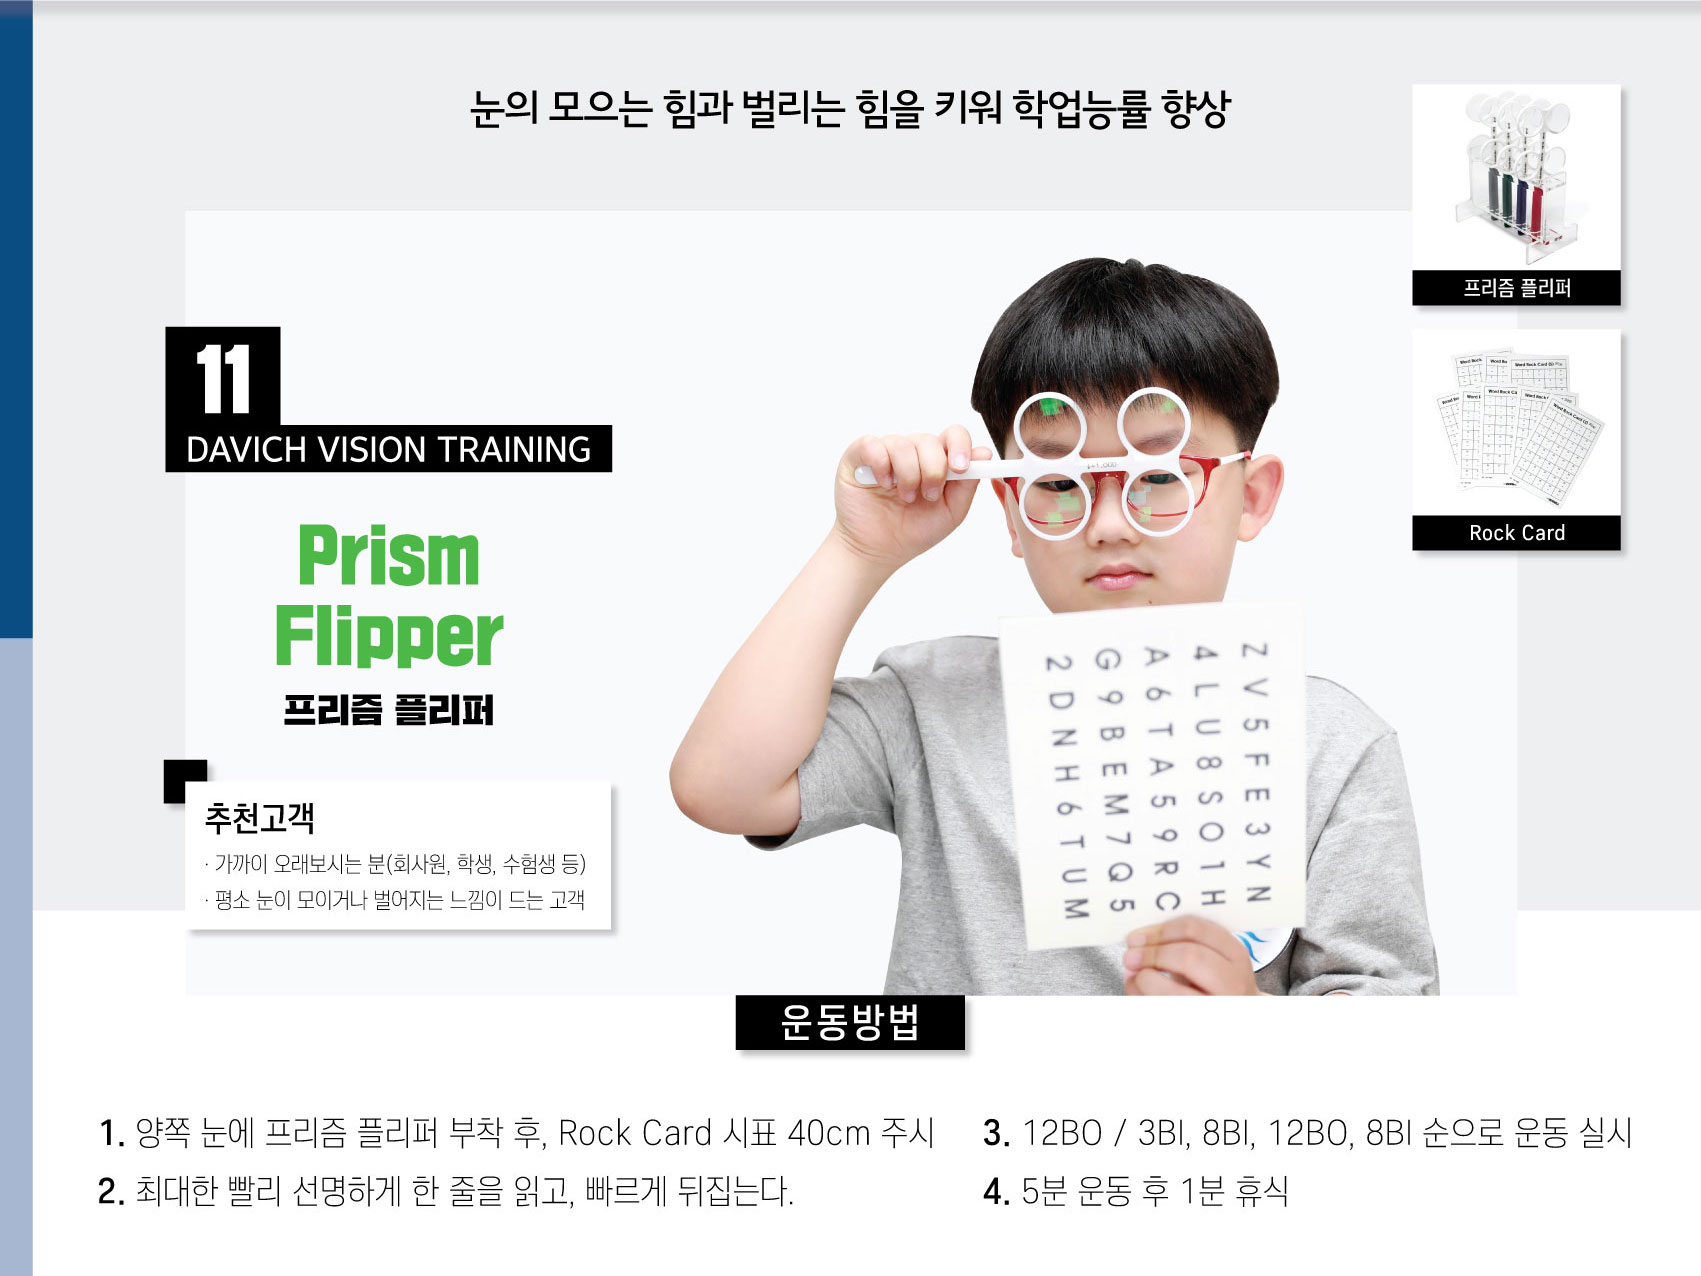 눈의 모으는 힘과 벌리는 힘을 키워 학업능률 향상
프리즘 플리퍼
Rock Card
11
DAVICH VISION TRAINING
Prism
Flipper
프리즘 플리퍼
추천고객
· 가까이 오래보시는 분(회사원, 학생, 수험생 등)
· 평소 눈이 모이거나 벌어지는 느낌이 드는 고객
2 G A 4 Z
D 9 6 L V
N B T U 5
H E A 8 F
6 M 5 S E
T 7 9 O 3
U Q R 1 Y
M 5 C H N
운동방법
1. 양쪽 눈에 프리즘 플리퍼 부착 후, Rock Card 시표 40cm 주시
2. 최대한 빨리 선명하게 한 줄을 읽고, 빠르게 뒤집는다.
3. 12BO / 3BI, 8BI, 12BO, 8BI 순으로 운동 실시
4. 5분 운동 후 1분 휴식